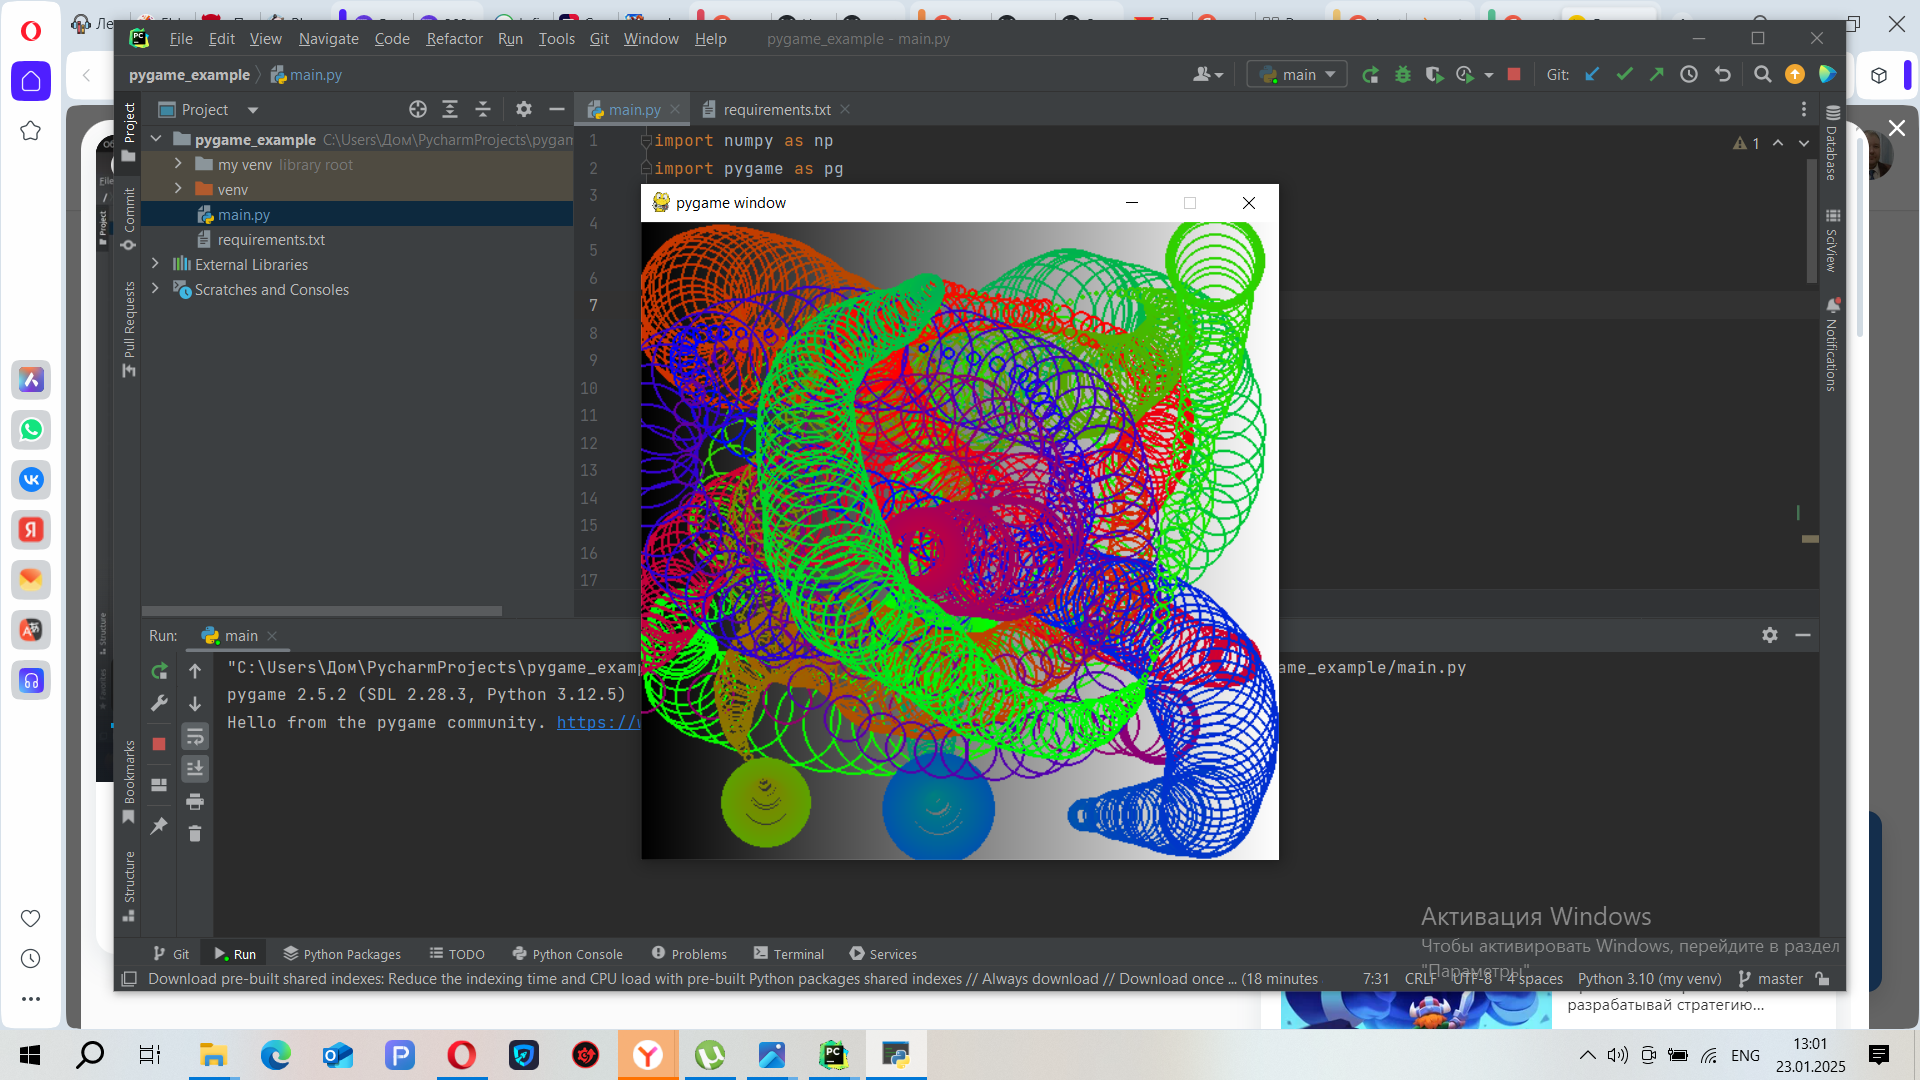 File Edit View Navigate Code Refactor Run Tools Git Window Help pygame_example - main.py
pygame_example main.py
main
Git:
Project
main.py
requirements.txt
1 import numpy as np
2 import pygame as pg
3
4
5
6
7
8
9
10
11
12
13
14
15
16
17
1
pygame_example C:\Users\Дом\PycharmProjects\pygam
my venv library root
venv
main.py
requirements.txt
External Libraries
Scratches and Consoles
Project
Commit
Pull Requests
Bookmarks
Structure
Database
SciView
Notifications
pygame window
Run: main
"C:\Users\Дом\PycharmProjects\pygame_examp
ame_example/main.py
pygame 2.5.2 (SDL 2.28.3, Python 3.12.5)
Hello from the pygame community. https://w
Активация Windows
Чтобы активировать Windows, перейдите в раздел
"Параметры"
Git Run Python Packages TODO Python Console Problems Terminal Services
Download pre-built shared indexes: Reduce the indexing time and CPU load with pre-built Python packages shared indexes // Always download // Download once ... (18 minutes
7:31 CRLF UTF-8 4 spaces Python 3.10 (my venv) master
разрабатывай стратегию...
ENG
13:01
23.01.2025